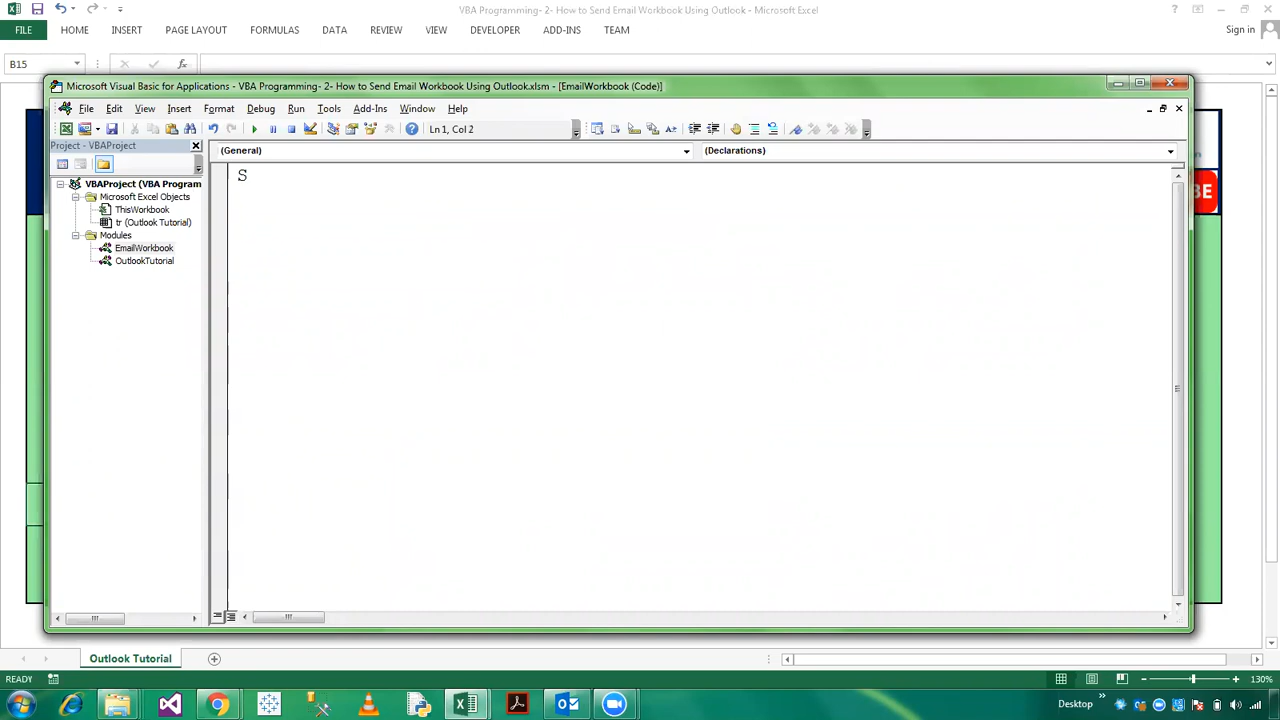 VBA Programming- 2- How to Send Email Workbook Using Outlook - Microsoft Excel
FILE HOME INSERT PAGE LAYOUT FORMULAS DATA REVIEW VIEW DEVELOPER ADD-INS TEAM Sign in
B15
Microsoft Visual Basic for Applications - VBA Programming- 2- How to Send Email Workbook Using Outlook.xlsm - [EmailWorkbook (Code)]
File Edit View Insert Format Debug Run Tools Add-Ins Window Help
Ln 1, Col 2
Project - VBAProject
(General) (Declarations)
S
VBAProject (VBA Program
Microsoft Excel Objects
ThisWorkbook
tr (Outlook Tutorial)
Modules
EmailWorkbook
OutlookTutorial
BE
Outlook Tutorial
READY 130%
Desktop